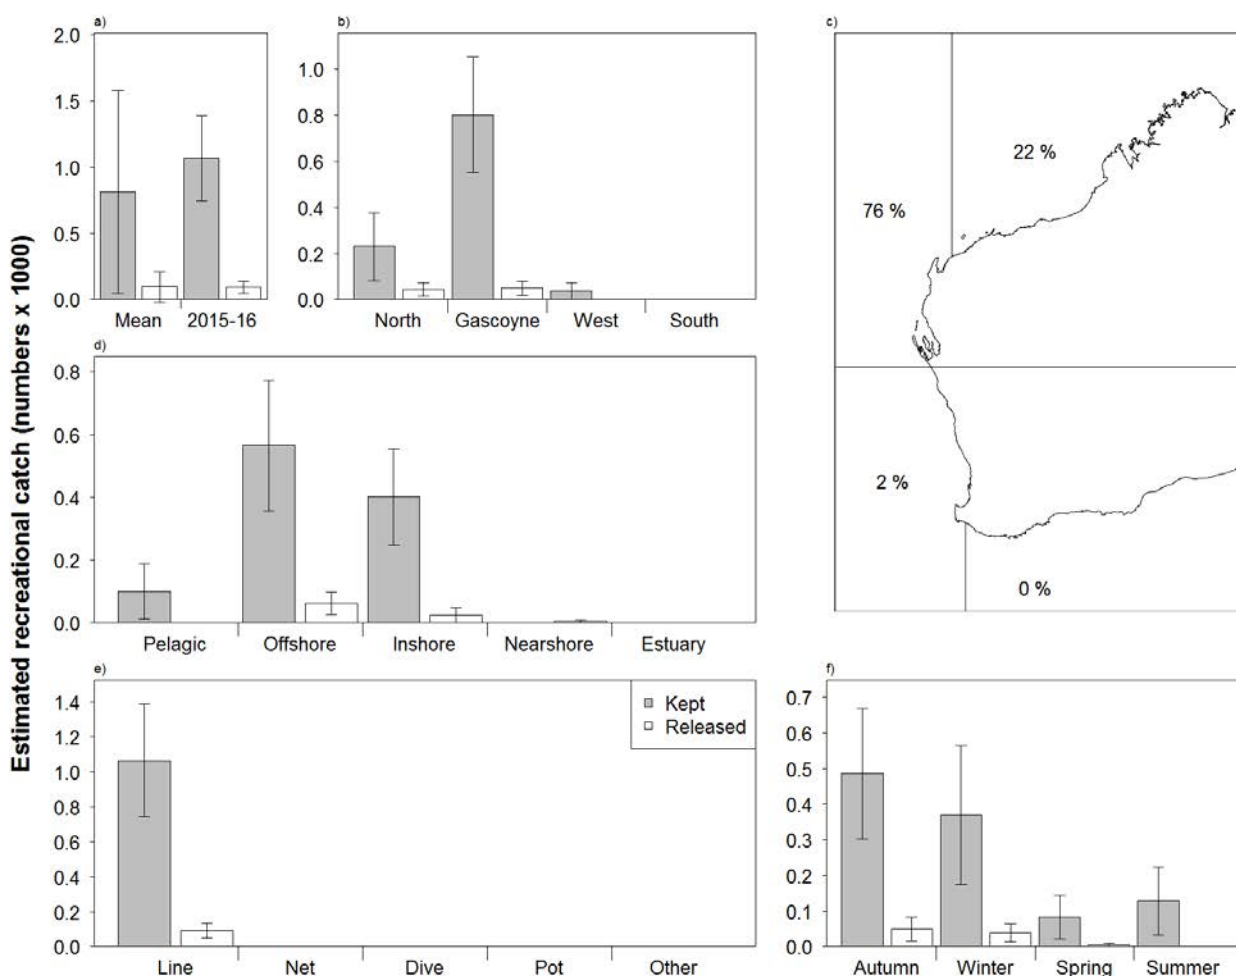 Estimated recreational catch (numbers x 1000)
a)
2.0
1.5
1.0
0.5
0.0
Mean 2015-16
b)
1.0
0.8
0.6
0.4
0.2
0.0
North Gascoyne West South
c)
22 %
76 %
2 %
0 %
d)
0.8
0.6
0.4
0.2
0.0
Pelagic Offshore Inshore Nearshore Estuary
e)
1.4
1.2
1.0
0.8
0.6
0.4
0.2
0.0
Kept
Released
Line Net Dive Pot Other
f)
0.7
0.6
0.5
0.4
0.3
0.2
0.1
0.0
Autumn Winter Spring Summer